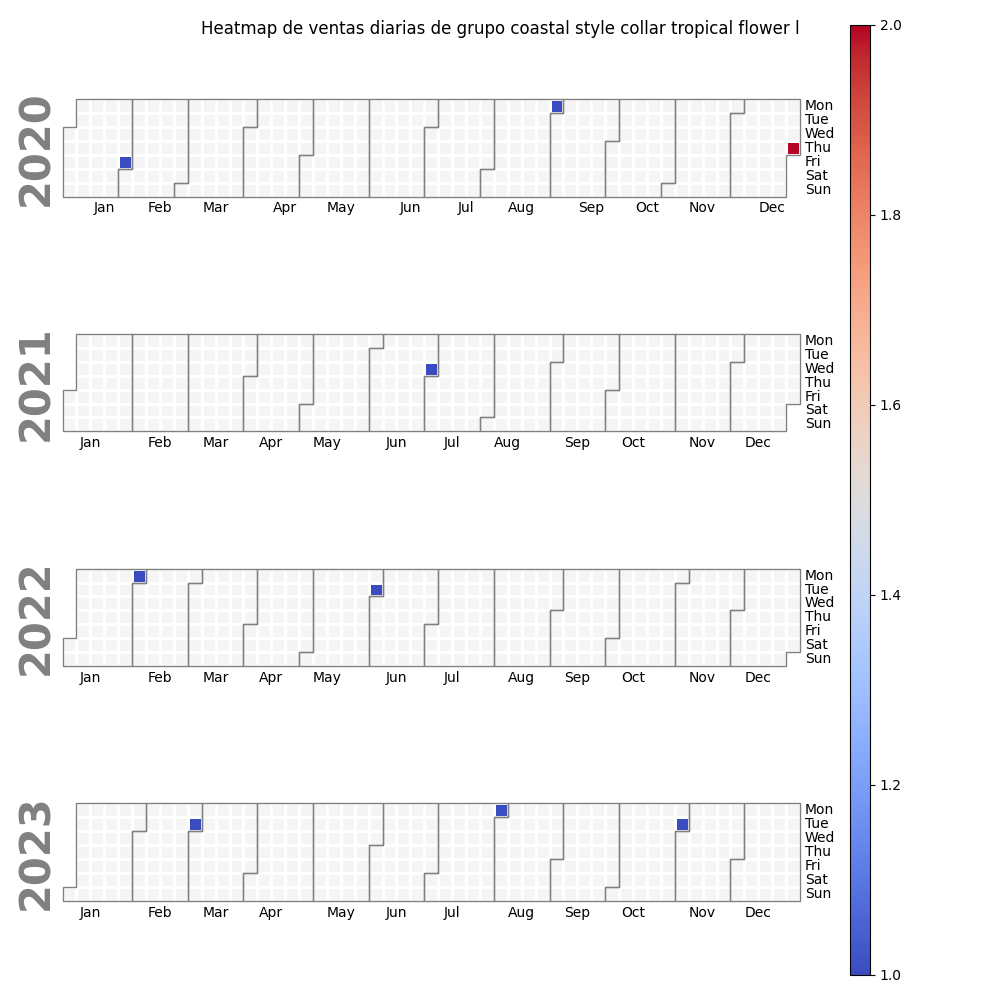 Heatmap de ventas diarias de grupo coastal style collar tropical flower l
2020
Mon
Tue
Wed
Thu
Fri
Sat
Sun
Jan Feb Mar Apr May Jun Jul Aug Sep Oct Nov Dec
2021
Mon
Tue
Wed
Thu
Fri
Sat
Sun
Jan Feb Mar Apr May Jun Jul Aug Sep Oct Nov Dec
2022
Mon
Tue
Wed
Thu
Fri
Sat
Sun
Jan Feb Mar Apr May Jun Jul Aug Sep Oct Nov Dec
2023
Mon
Tue
Wed
Thu
Fri
Sat
Sun
Jan Feb Mar Apr May Jun Jul Aug Sep Oct Nov Dec
2.0
1.8
1.6
1.4
1.2
1.0